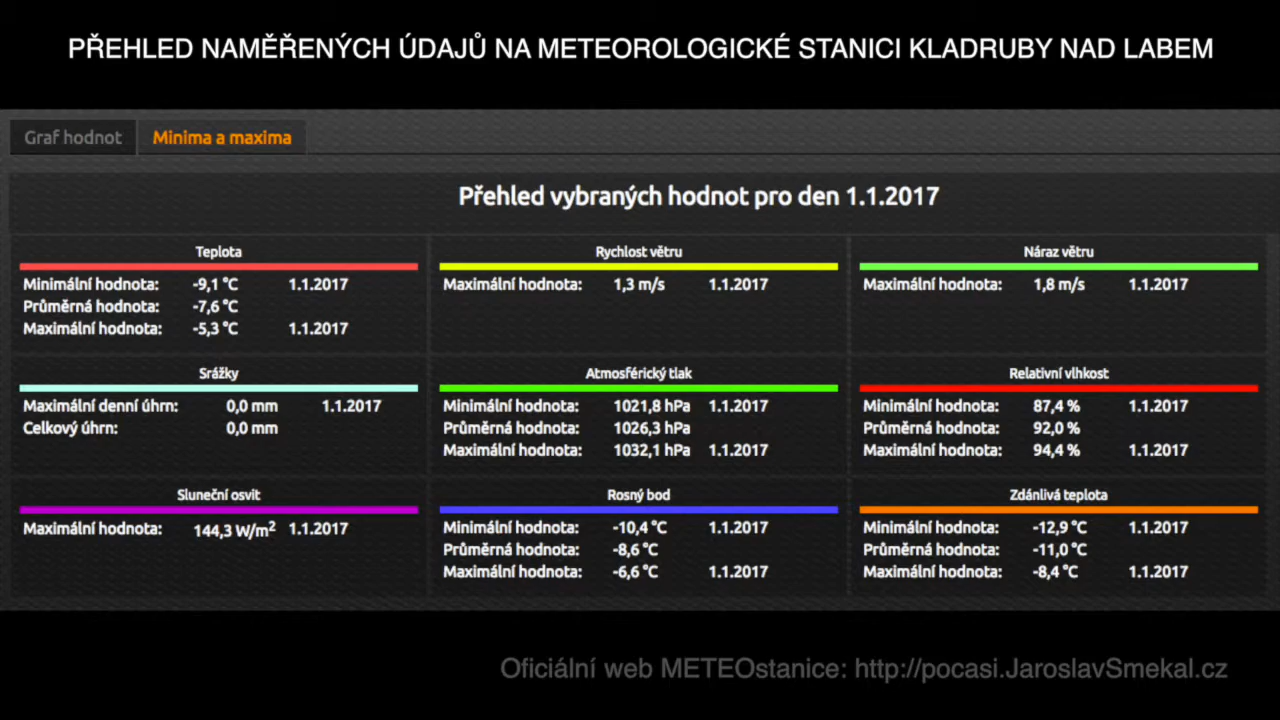 PŘEHLED NAMĚŘENÝCH ÚDAJŮ NA METEOROLOGICKÉ STANICI KLADRUBY NAD LABEM
Graf hodnot Minima a maxima
Přehled vybraných hodnot pro den 1.1.2017
Teplota
Minimální hodnota: -9,1 °C 1.1.2017
Průměrná hodnota: -7,6 °C
Maximální hodnota: -5,3 °C 1.1.2017
Rychlost větru
Maximální hodnota: 1,3 m/s 1.1.2017
Náraz větru
Maximální hodnota: 1,8 m/s 1.1.2017
Srážky
Maximální denní úhrn: 0,0 mm 1.1.2017
Celkový úhrn: 0,0 mm
Atmosférický tlak
Minimální hodnota: 1021,8 hPa 1.1.2017
Průměrná hodnota: 1026,3 hPa
Maximální hodnota: 1032,1 hPa 1.1.2017
Relativní vlhkost
Minimální hodnota: 87,4 % 1.1.2017
Průměrná hodnota: 92,0 %
Maximální hodnota: 94,4 % 1.1.2017
Sluneční osvit
Maximální hodnota: 144,3 W/m² 1.1.2017
Rosný bod
Minimální hodnota: -10,4 °C 1.1.2017
Průměrná hodnota: -8,6 °C
Maximální hodnota: -6,6 °C 1.1.2017
Zdánlivá teplota
Minimální hodnota: -12,9 °C 1.1.2017
Průměrná hodnota: -11,0 °C
Maximální hodnota: -8,4 °C 1.1.2017
Oficiální web METEOstanice: http://pocasi.JaroslavSmekal.cz